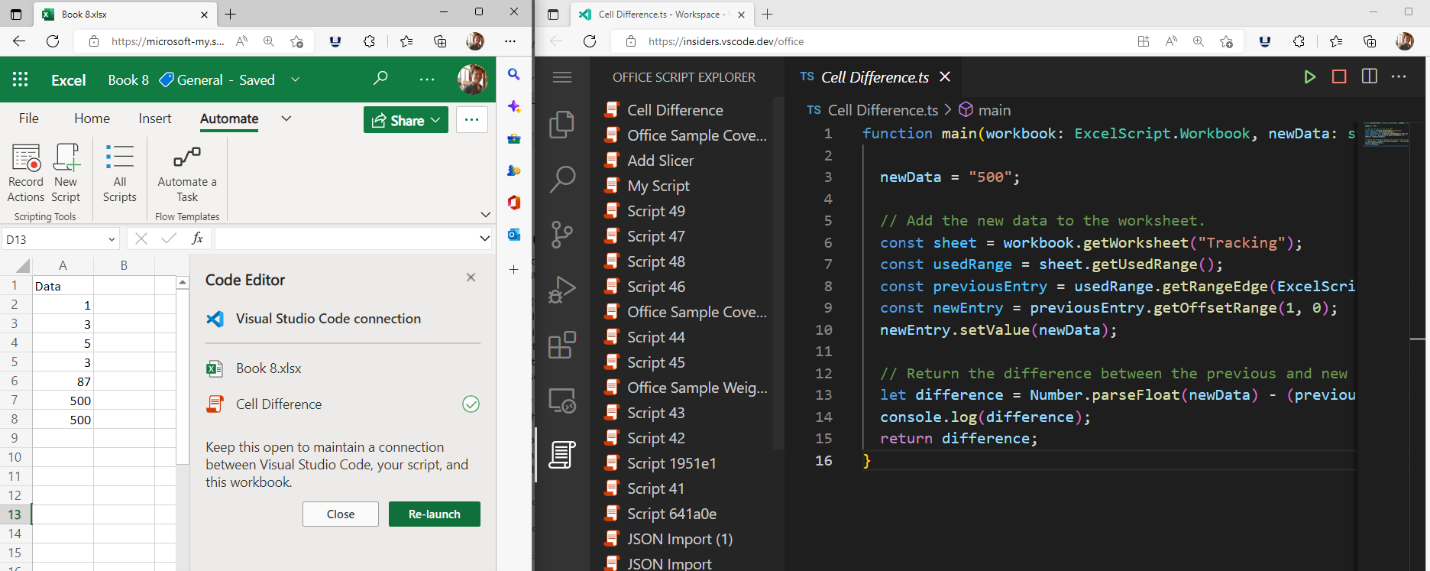 Book 8.xlsx
https://microsoft-my.s...
Excel Book 8 General - Saved
File Home Insert Automate
Share
Record Actions
New Script
All Scripts
Automate a Task
Scripting Tools
Flow Templates
D13
fx
A B
1 Data
2 1
3 3
4 5
5 3
6 87
7 500
8 500
9
10
11
12
13
14
15
Code Editor
Visual Studio Code connection
Book 8.xlsx
Cell Difference
Keep this open to maintain a connection
between Visual Studio Code, your script, and
this workbook.
Close Re-launch
Cell Difference.ts - Workspace -
https://insiders.vscode.dev/office
OFFICE SCRIPT EXPLORER
Cell Difference
Office Sample Cove...
Add Slicer
My Script
Script 49
Script 47
Script 48
Script 46
Office Sample Cove...
Script 44
Script 45
Office Sample Weig...
Script 43
Script 42
Script 1951e1
Script 41
Script 641a0e
JSON Import (1)
JSON Import
TS Cell Difference.ts
TS Cell Difference.ts > main
1 function main(workbook: ExcelScript.Workbook, newData: s
2
3 newData = "500";
4
5 // Add the new data to the worksheet.
6 const sheet = workbook.getWorksheet("Tracking");
7 const usedRange = sheet.getUsedRange();
8 const previousEntry = usedRange.getRangeEdge(ExcelScri
9 const newEntry = previousEntry.getOffsetRange(1, 0);
10 newEntry.setValue(newData);
11
12 // Return the difference between the previous and new
13 let difference = Number.parseFloat(newData) - (previou
14 console.log(difference);
15 return difference;
16 }